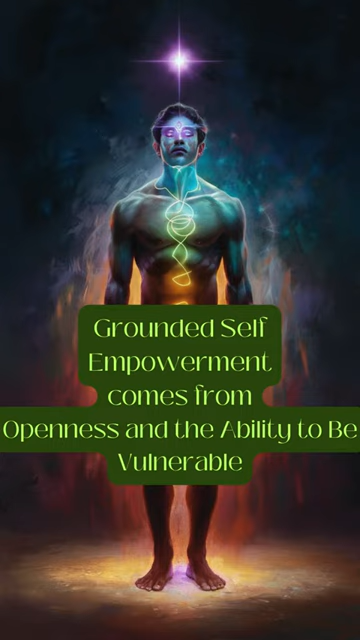 Grounded Self
Empowerment
comes from
Openness and the Ability to Be
Vulnerable